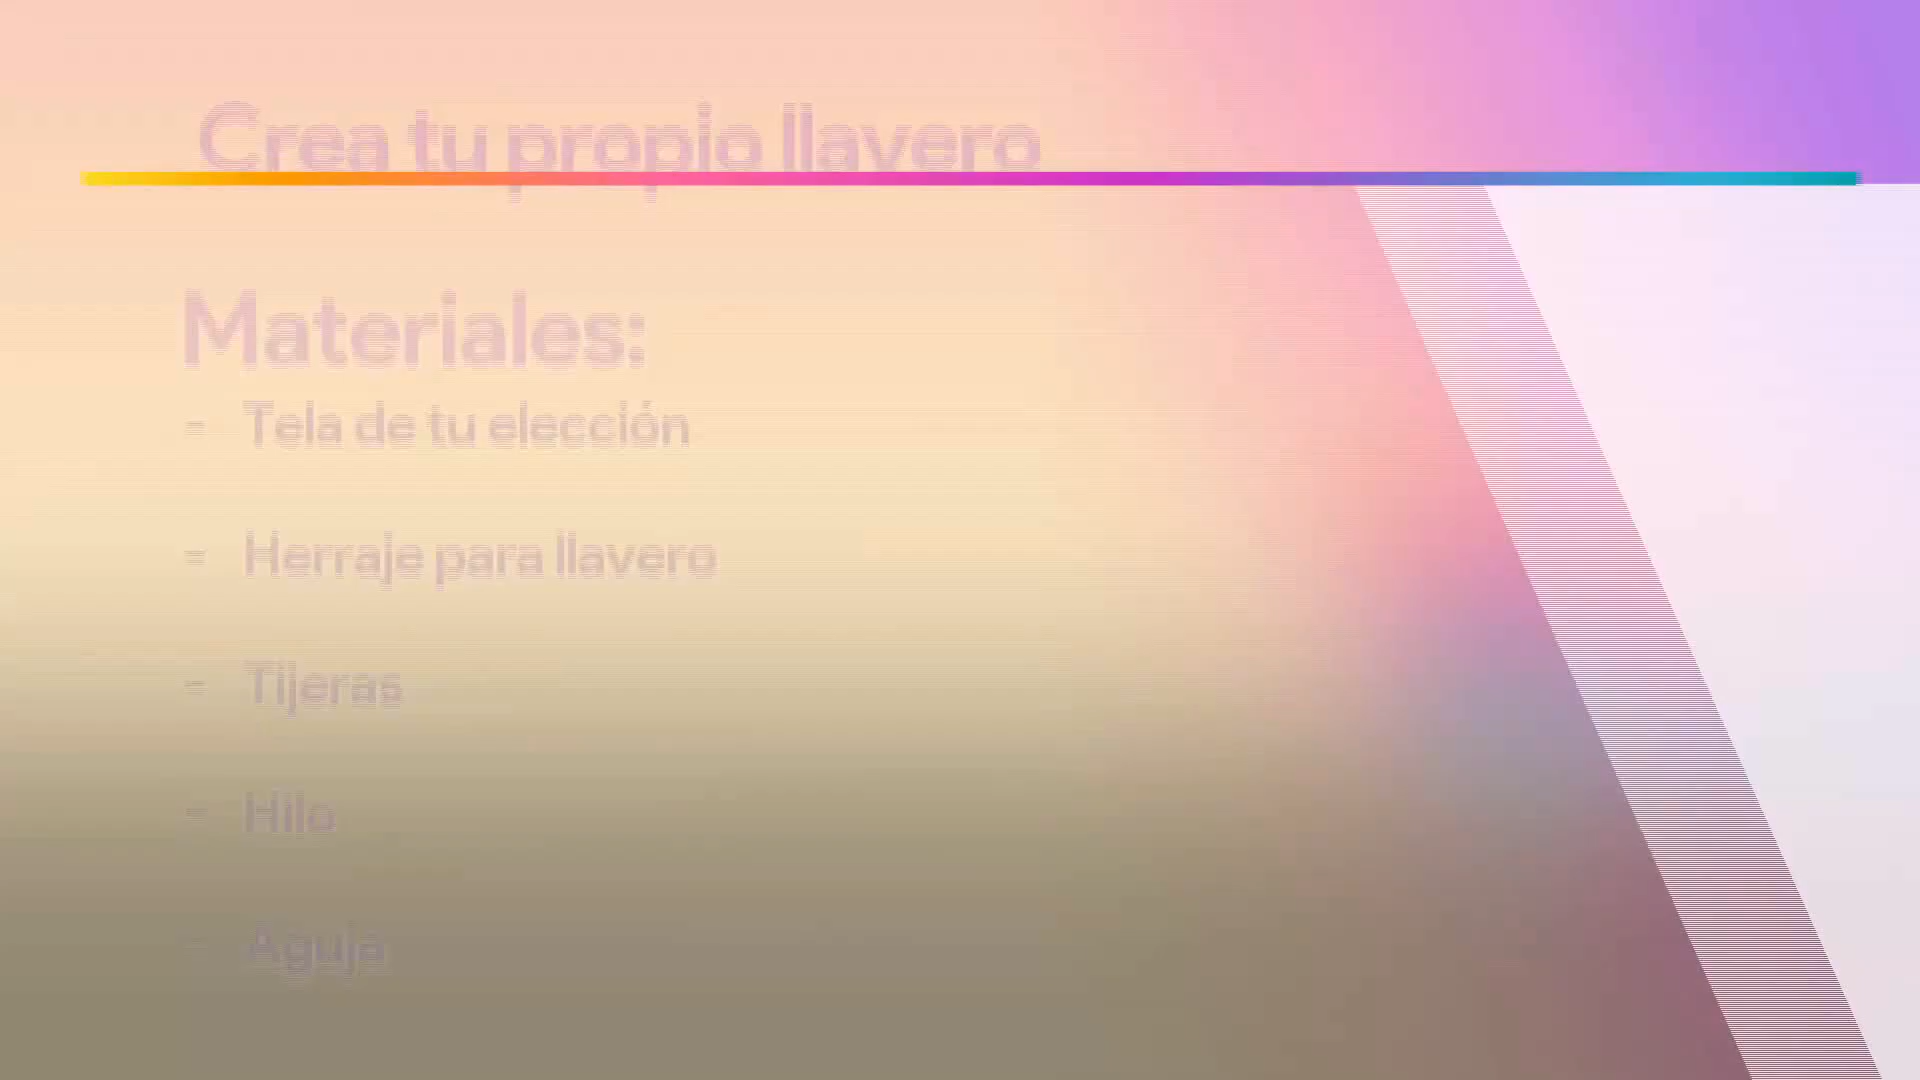 Crea tu propio llavero
Materiales:
- Tela de tu elección
- Herraje para llavero
- Tijeras
- Hilo
- Aguja